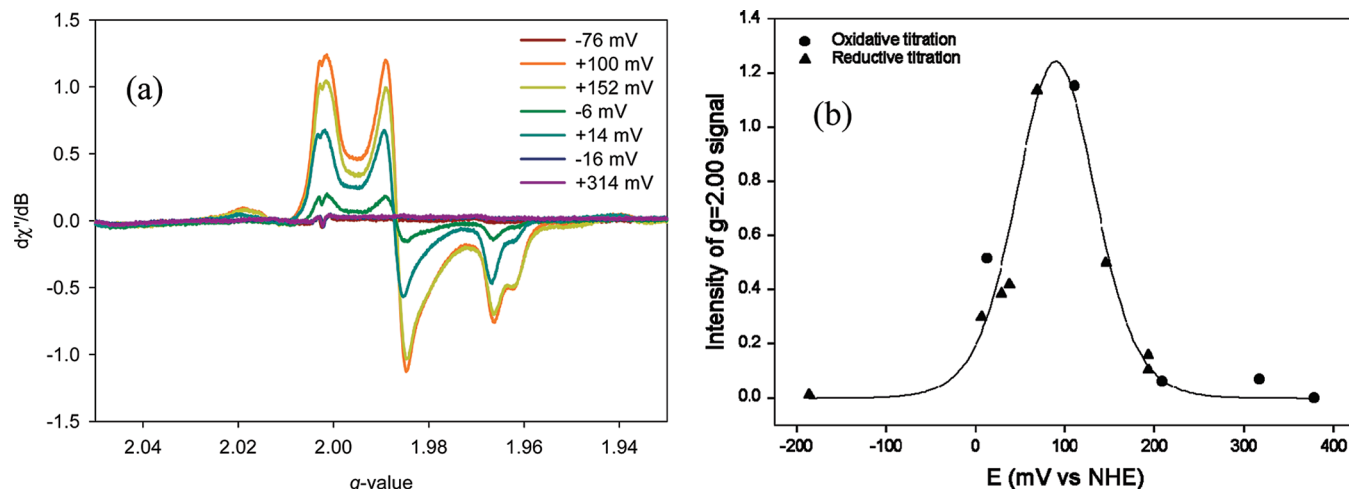 (a)
-76 mV
+100 mV
+152 mV
-6 mV
+14 mV
-16 mV
+314 mV
dχ"/dB
1.5
1.0
0.5
0.0
-0.5
-1.0
-1.5
2.04
2.02
2.00
1.98
1.96
1.94
g-value
(b)
Oxidative titration
Reductive titration
Intensity of g=2.00 signal
1.4
1.2
1.0
0.8
0.6
0.4
0.2
0.0
-200
-100
0
100
200
300
400
E (mV vs NHE)